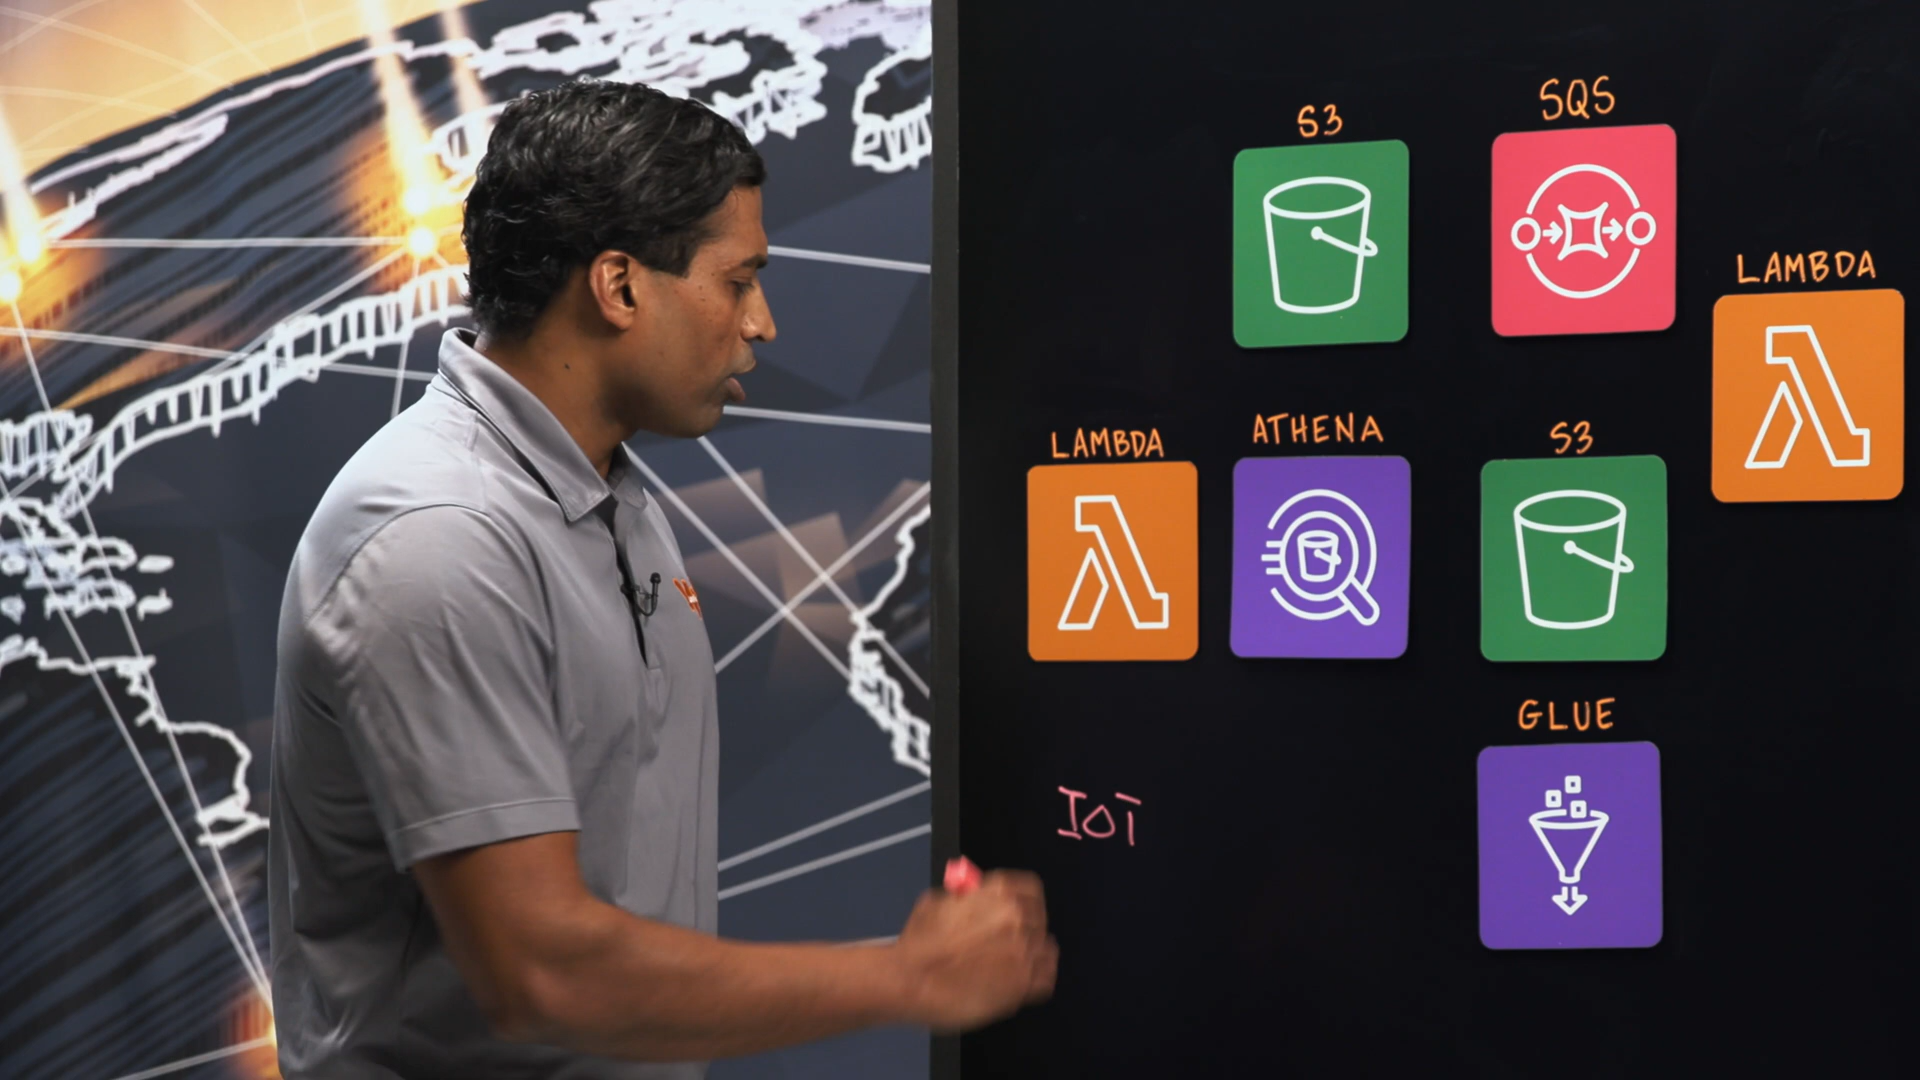 S3
SQS
LAMBDA
LAMBDA
ATHENA
S3
GLUE
IoT